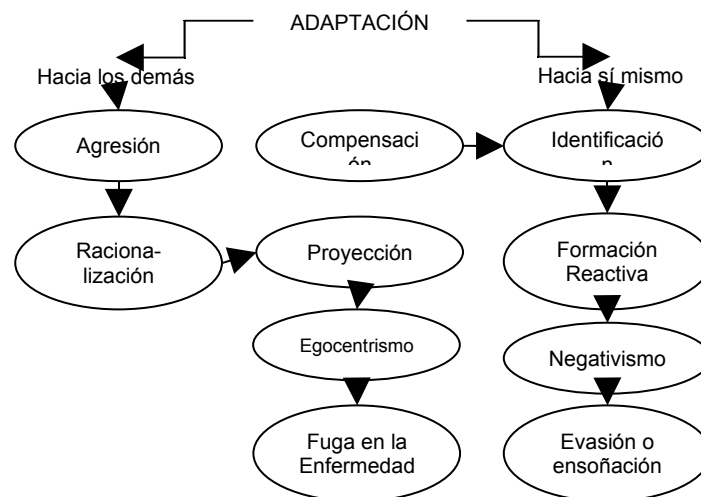 ADAPTACIÓN
Hacia los demás
Hacia sí mismo
Agresión
Compensaci
ón
Identificació
n
Raciona-
lización
Proyección
Formación
Reactiva
Egocentrismo
Negativismo
Fuga en la
Enfermedad
Evasión o
ensoñación